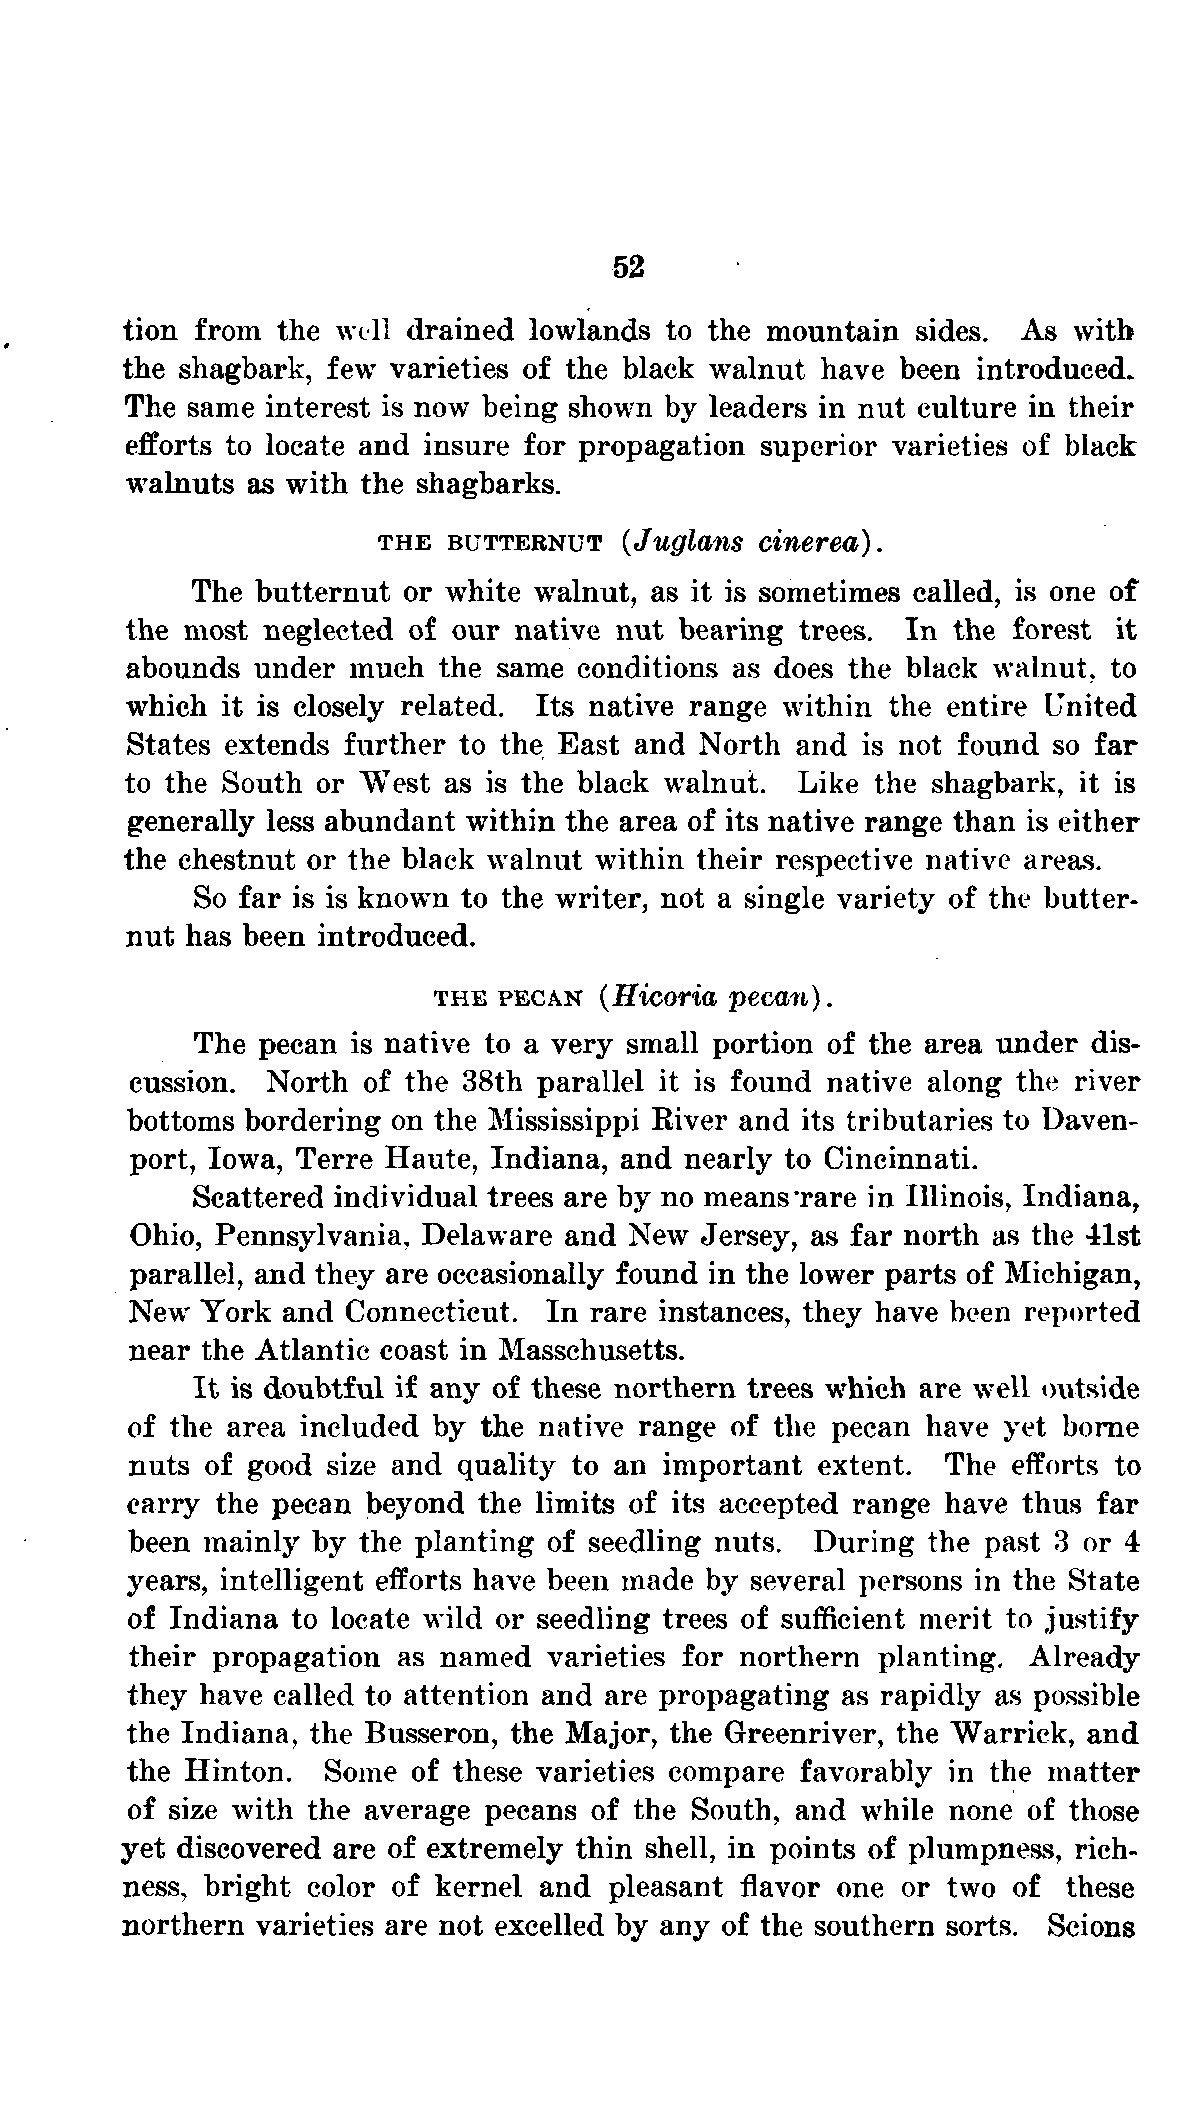 52
tion from the well drained lowlands to the mountain sides. As with
the shagbark, few varieties of the black walnut have been introduced.
The same interest is now being shown by leaders in nut culture in their
efforts to locate and insure for propagation superior varieties of black
walnuts as with the shagbarks.
THE BUTTERNUT (Juglans cinerea).
The butternut or white walnut, as it is sometimes called, is one of
the most neglected of our native nut bearing trees. In the forest it
abounds under much the same conditions as does the black walnut, to
which it is closely related. Its native range within the entire United
States extends further to the East and North and is not found so far
to the South or West as is the black walnut. Like the shagbark, it is
generally less abundant within the area of its native range than is either
the chestnut or the black walnut within their respective native areas.
So far is is known to the writer, not a single variety of the butter-
nut has been introduced.
THE PECAN (Hicoria pecan).
The pecan is native to a very small portion of the area under dis-
cussion. North of the 38th parallel it is found native along the river
bottoms bordering on the Mississippi River and its tributaries to Daven-
port, Iowa, Terre Haute, Indiana, and nearly to Cincinnati.
Scattered individual trees are by no means rare in Illinois, Indiana,
Ohio, Pennsylvania, Delaware and New Jersey, as far north as the 41st
parallel, and they are occasionally found in the lower parts of Michigan,
New York and Connecticut. In rare instances, they have been reported
near the Atlantic coast in Masschusetts.
It is doubtful if any of these northern trees which are well outside
of the area included by the native range of the pecan have yet borne
nuts of good size and quality to an important extent. The efforts to
carry the pecan beyond the limits of its accepted range have thus far
been mainly by the planting of seedling nuts. During the past 3 or 4
years, intelligent efforts have been made by several persons in the State
of Indiana to locate wild or seedling trees of sufficient merit to justify
their propagation as named varieties for northern planting. Already
they have called to attention and are propagating as rapidly as possible
the Indiana, the Busseron, the Major, the Greenriver, the Warrick, and
the Hinton. Some of these varieties compare favorably in the matter
of size with the average pecans of the South, and while none of those
yet discovered are of extremely thin shell, in points of plumpness, rich-
ness, bright color of kernel and pleasant flavor one or two of these
northern varieties are not excelled by any of the southern sorts. Scions